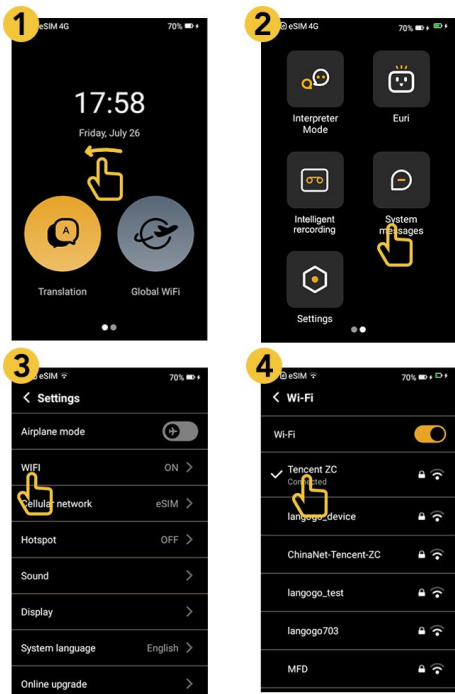 1
eSIM 4G
70%
17:58
Friday, July 26
A
Translation
Global WiFi
2
eSIM 4G
70%
Interpreter
Mode
Euri
Intelligent
rercording
System
messages
Settings
3
eSIM
70%
Settings
Airplane mode
WIFI
ON
Cellular network
eSIM
Hotspot
OFF
Sound
Display
System language
English
Online upgrade
4
eSIM
70%
Wi-Fi
Wi-Fi
Tencent ZC
Connected
langogo_device
ChinaNet-Tencent-ZC
langogo_test
langogo703
MFD